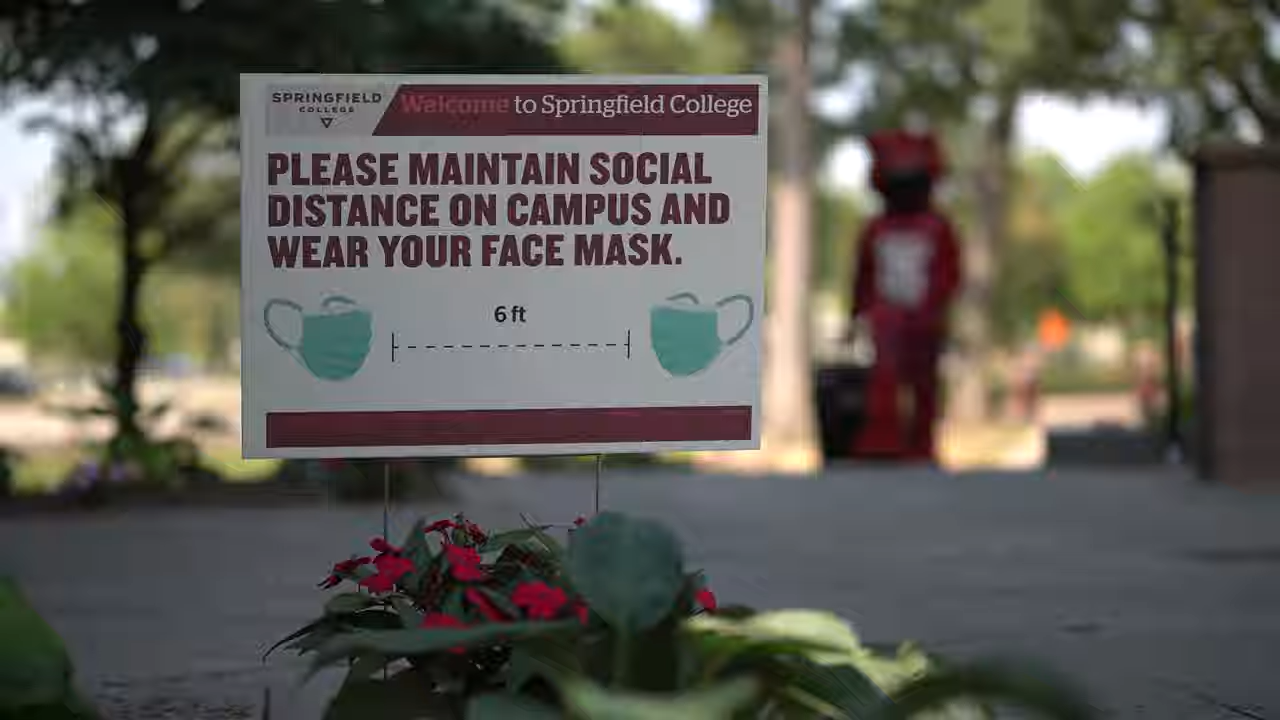 SPRINGFIELD
COLLEGE
Welcome to Springfield College
PLEASE MAINTAIN SOCIAL
DISTANCE ON CAMPUS AND
WEAR YOUR FACE MASK.
6 ft